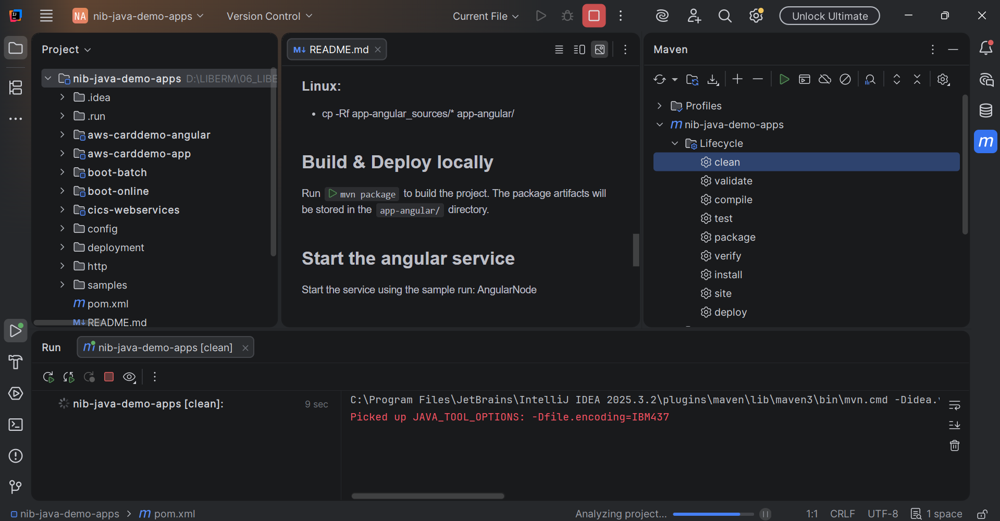 NA nib-java-demo-apps
Version Control
Current File
Unlock Ultimate
Project
nib-java-demo-apps D:\LIBERM\06_LIBE
.idea
.run
aws-carddemo-angular
aws-carddemo-app
boot-batch
boot-online
cics-webservices
config
deployment
http
samples
m pom.xml
M↓ README.md
M↓ README.md
Linux:
• cp -Rf app-angular_sources/* app-angular/
Build & Deploy locally
Run mvn package to build the project. The package artifacts will
be stored in the app-angular/ directory.
Start the angular service
Start the service using the sample run: AngularNode
Maven
Profiles
m nib-java-demo-apps
Lifecycle
clean
validate
compile
test
package
verify
install
site
deploy
m
Run
m nib-java-demo-apps [clean]
nib-java-demo-apps [clean]: 9 sec
C:\Program Files\JetBrains\IntelliJ IDEA 2025.3.2\plugins\maven\lib\maven3\bin\mvn.cmd -Didea.
Picked up JAVA_TOOL_OPTIONS: -Dfile.encoding=IBM437
nib-java-demo-apps > m pom.xml
Analyzing project...
1:1
CRLF
UTF-8
1 space